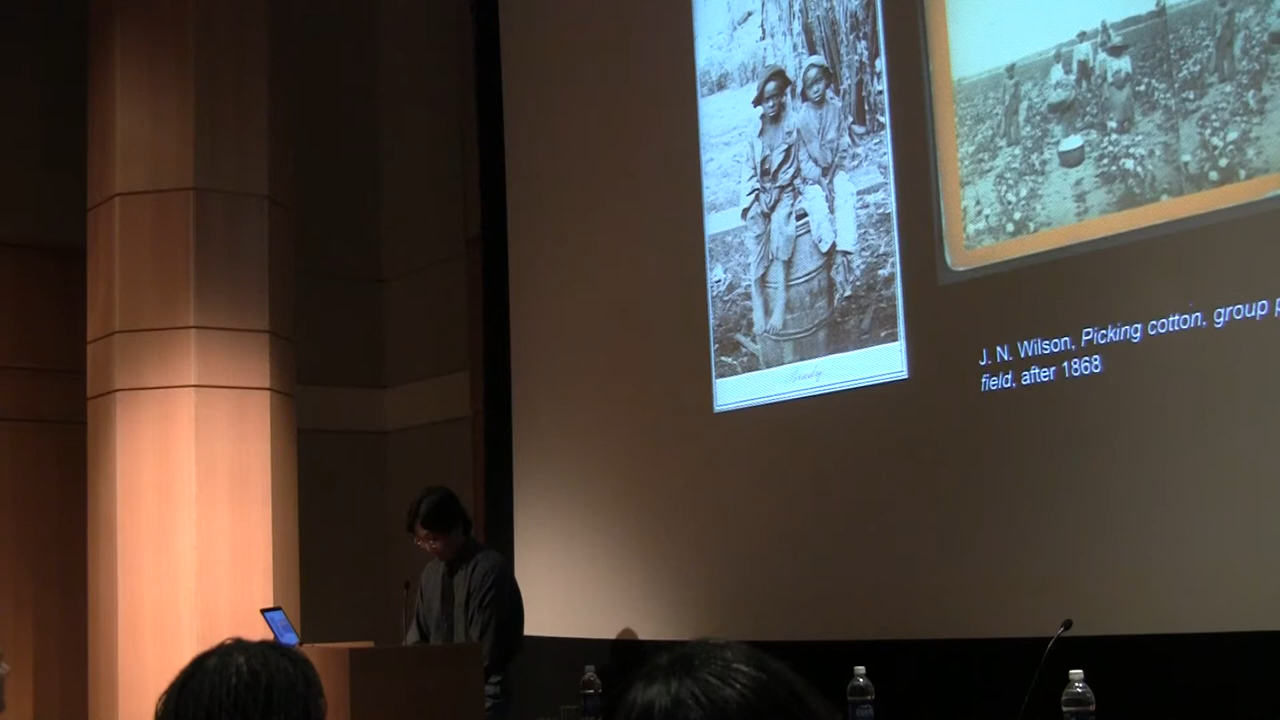 J. N. Wilson, Picking cotton, group
field, after 1868